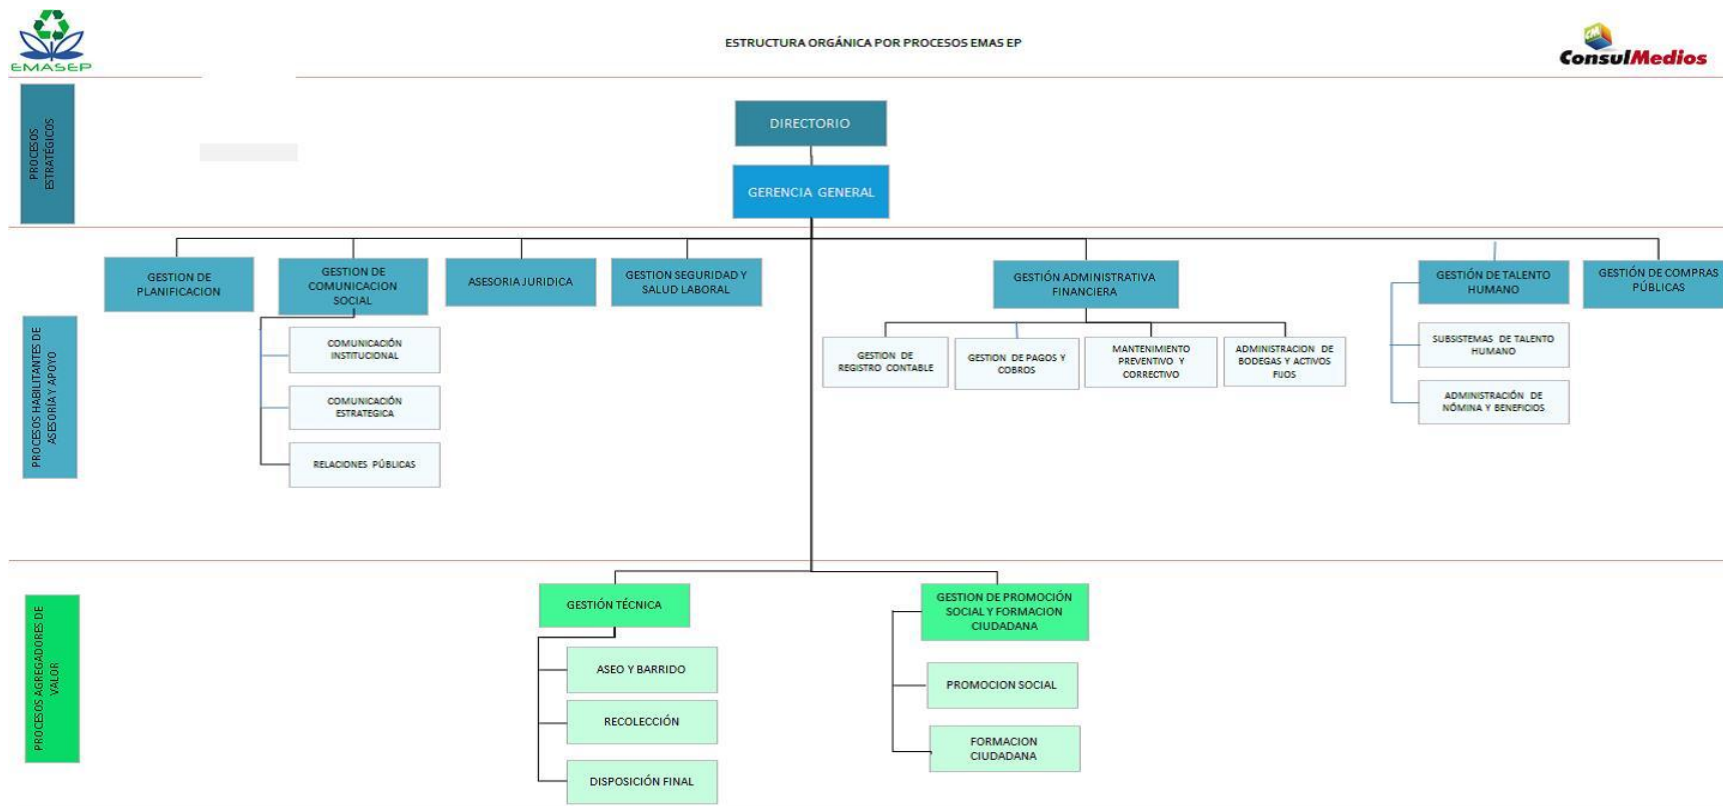 EMASEP
ESTRUCTURA ORGÁNICA POR PROCESOS EMAS EP
CM
ConsulMedios
PROCESOS
ESTRATÉGICOS
DIRECTORIO
GERENCIA GENERAL
PROCESOS HABILITANTES DE
ASESORÍA Y APOYO
GESTION DE
PLANIFICACION
GESTION DE
COMUNICACION
SOCIAL
ASESORIA JURIDICA
GESTION SEGURIDAD Y
SALUD LABORAL
GESTIÓN ADMINISTRATIVA
FINANCIERA
GESTIÓN DE TALENTO
HUMANO
GESTIÓN DE COMPRAS
PÚBLICAS
COMUNICACIÓN
INSTITUCIONAL
COMUNICACIÓN
ESTRATEGICA
RELACIONES PÚBLICAS
GESTION DE
REGISTRO CONTABLE
GESTION DE PAGOS Y
COBROS
MANTENIMIENTO
PREVENTIVO Y
CORRECTIVO
ADMINISTRACION DE
BODEGAS Y ACTIVOS
FIJOS
SUBSISTEMAS DE TALENTO
HUMANO
ADMINISTRACIÓN DE
NÓMINA Y BENEFICIOS
PROCESOS AGREGADORES DE
VALOR
GESTIÓN TÉCNICA
ASEO Y BARRIDO
RECOLECCIÓN
DISPOSICIÓN FINAL
GESTION DE PROMOCIÓN
SOCIAL Y FORMACION
CIUDADANA
PROMOCION SOCIAL
FORMACION
CIUDADANA